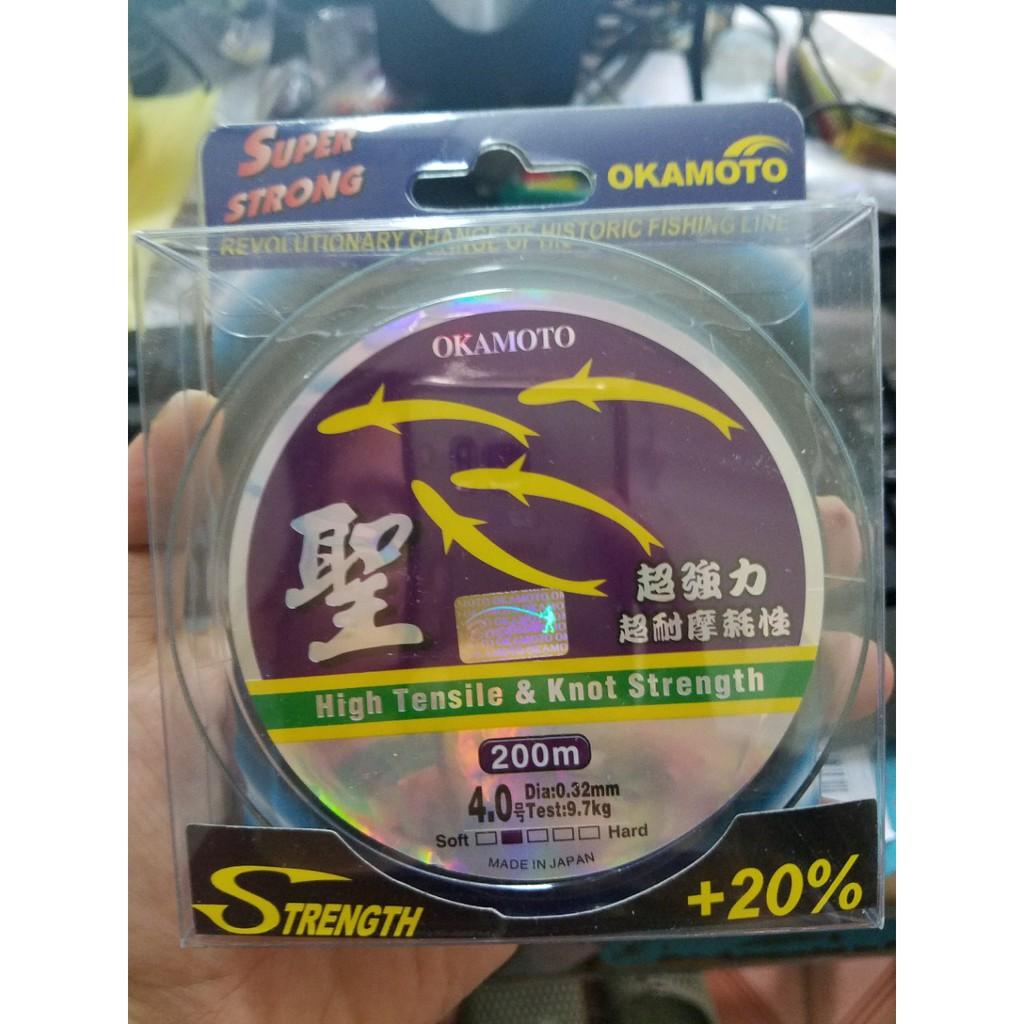 SUPER
STRONG
OKAMOTO
REVOLUTIONARY CHANGE OF HISTORIC FISHING LINE
OKAMOTO
聖
超強力
超耐摩耗性
High Tensile & Knot Strength
200m
4.0号
Dia:0.32mm
Test:9.7kg
Soft Hard
MADE IN JAPAN
STRENGTH
+20%